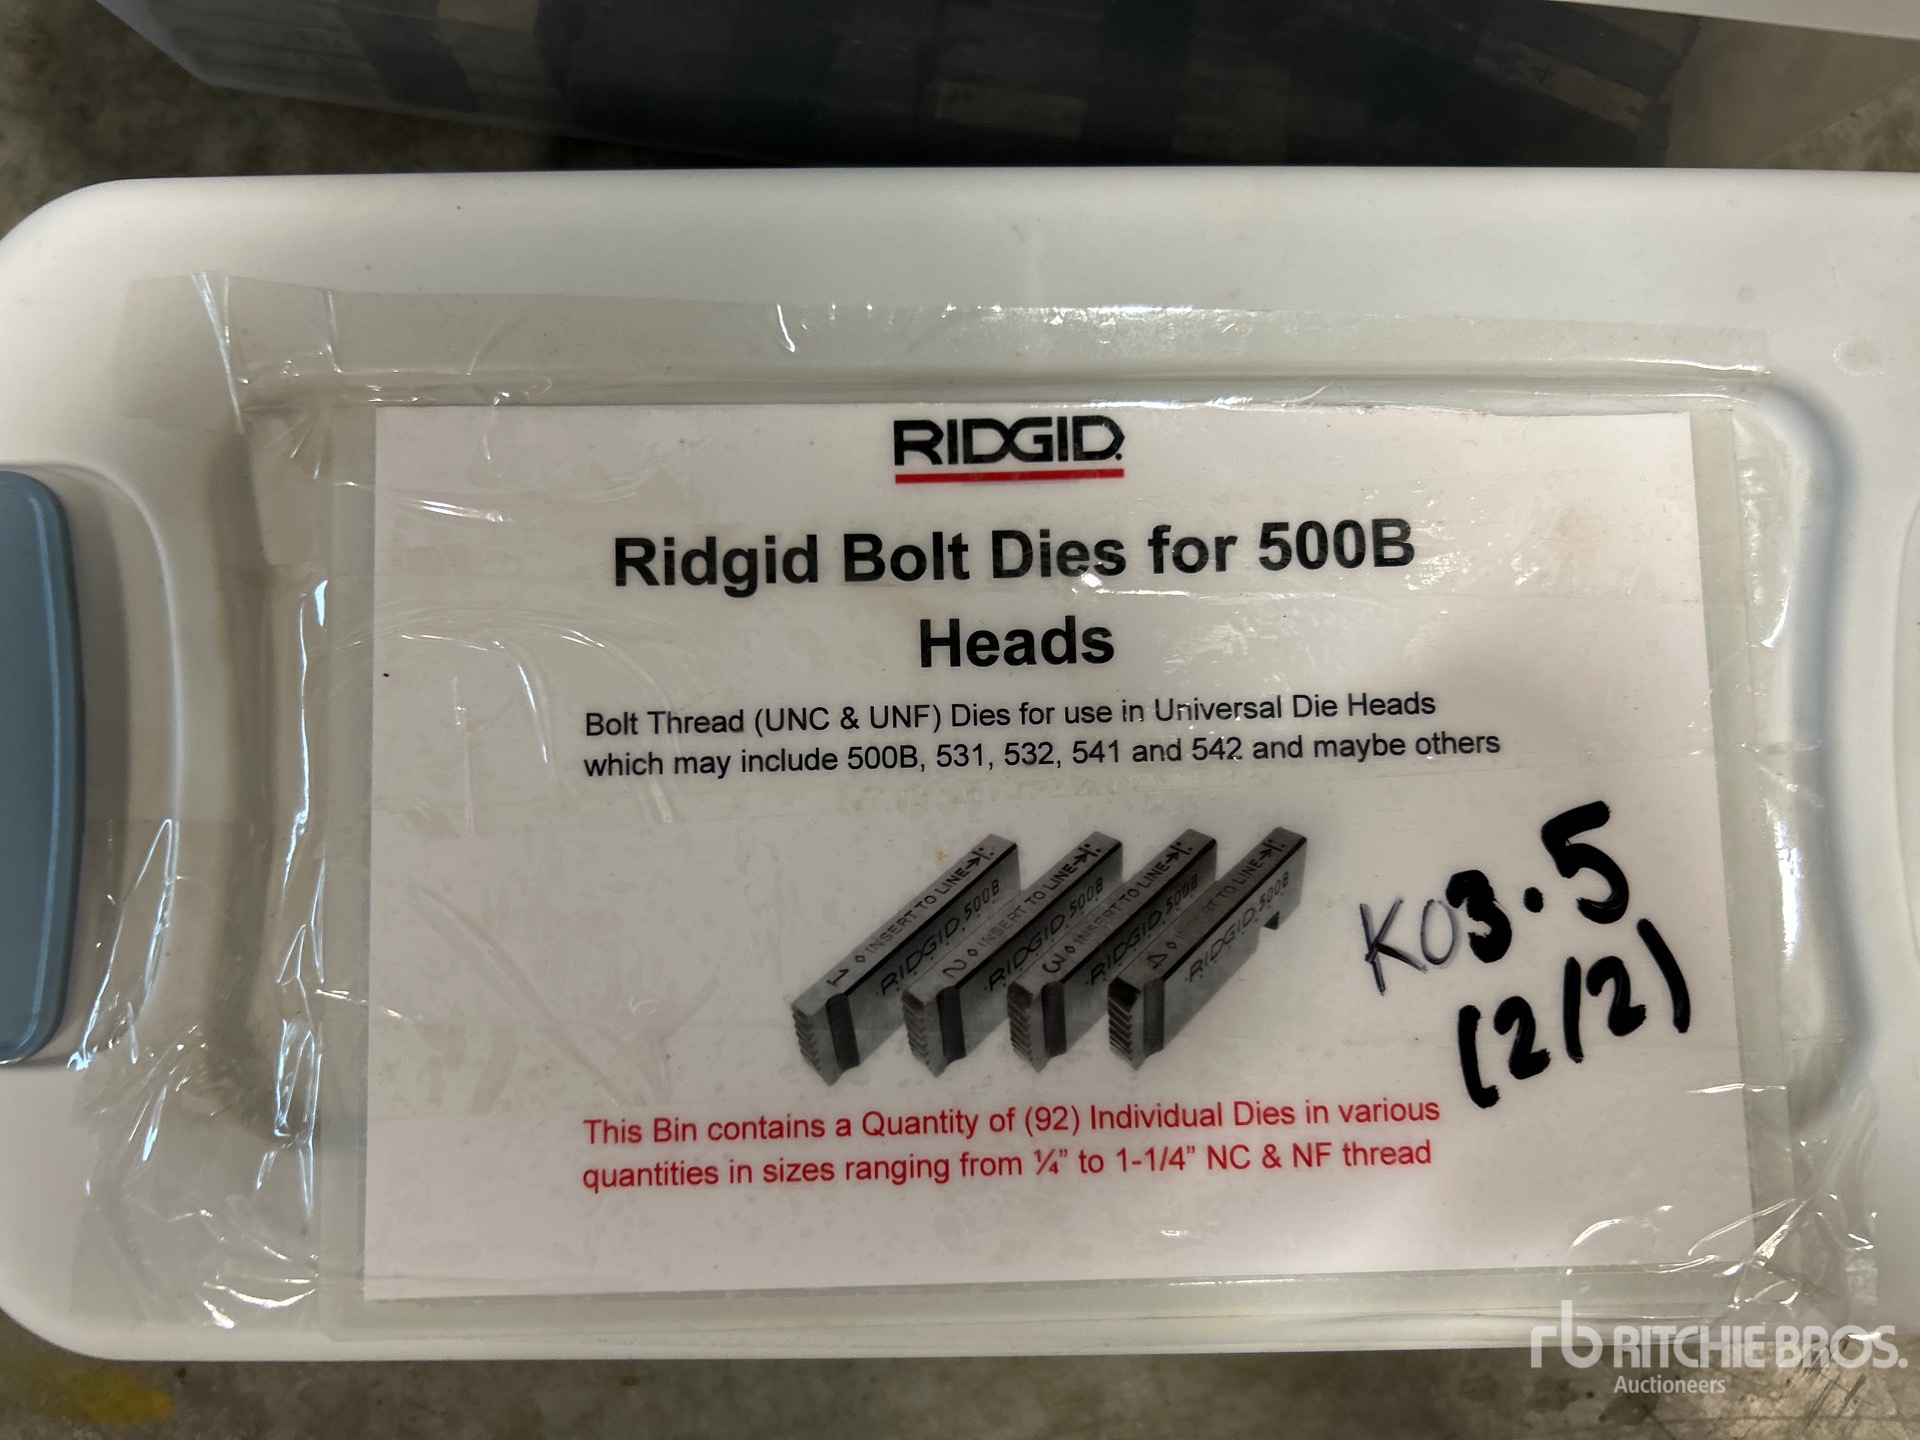 RIDGID
Ridgid Bolt Dies for 500B
Heads
Bolt Thread (UNC & UNF) Dies for use in Universal Die Heads
which may include 500B, 531, 532, 541 and 542 and maybe others
1 INSERT TO LINE
RIDGID 500B
2 INSERT TO LINE
RIDGID 500B
3 INSERT TO LINE
RIDGID 500B
4 INSERT TO LINE
RIDGID 500B
K03.5
(2/2)
This Bin contains a Quantity of (92) Individual Dies in various
quantities in sizes ranging from ¼” to 1-1/4” NC & NF thread
rb RITCHIE BROS.
Auctioneers